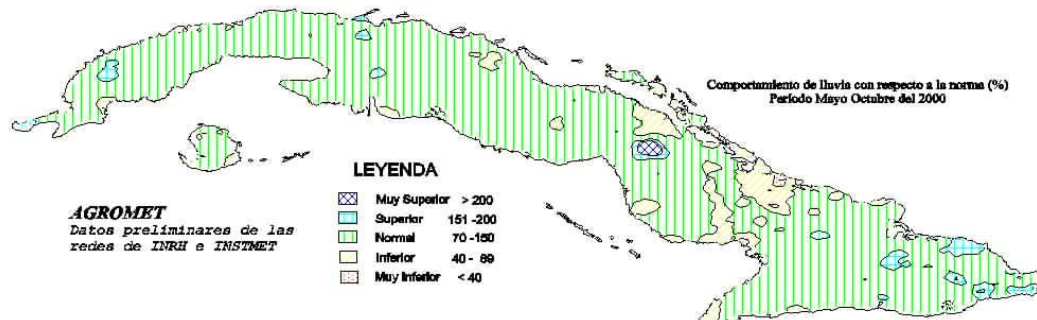 Comportamiento de lluvia con respecto a la norma (%)
Período Mayo Octubre del 2000
LEYENDA
Muy Superior > 200
Superior 151 -200
Normal 70 -150
Inferior 40 - 69
Muy Inferior < 40
AGROMET
Datos preliminares de las
redes de INRH e INSTMET